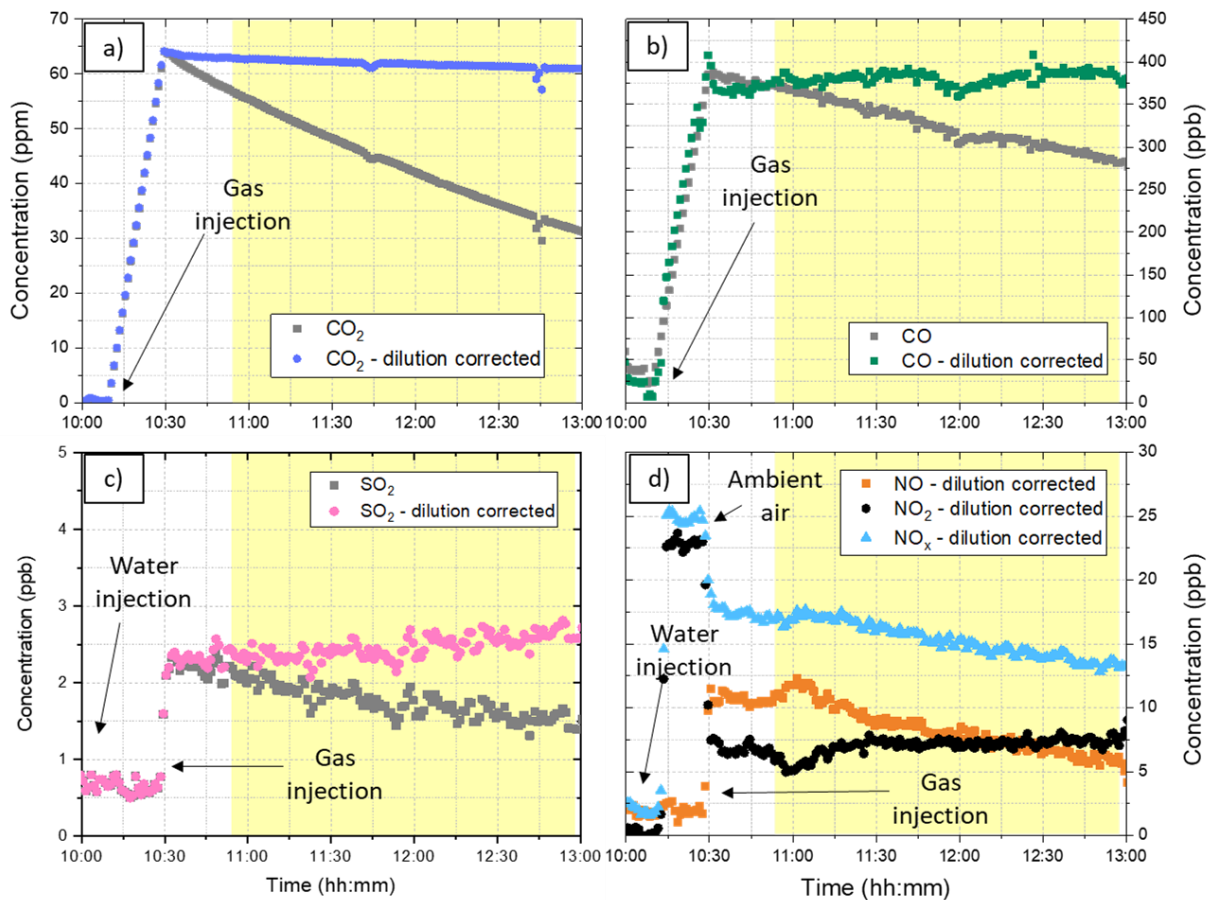 a)
Concentration (ppm)
70
60
50
40
30
20
10
0
Gas
injection
CO₂
CO₂ - dilution corrected
10:00 10:30 11:00 11:30 12:00 12:30 13:00
b)
450
400
350
300
250
200
150
100
50
0
Concentration (ppb)
Gas
injection
CO
CO - dilution corrected
10:00 10:30 11:00 11:30 12:00 12:30 13:00
c)
Concentration (ppb)
5
4
3
2
1
0
SO₂
SO₂ - dilution corrected
Water
injection
Gas
injection
10:00 10:30 11:00 11:30 12:00 12:30 13:00
Time (hh:mm)
d)
30
25
20
15
10
5
0
Concentration (ppb)
Ambient
air
NO - dilution corrected
NO₂ - dilution corrected
NOₓ - dilution corrected
Water
injection
Gas
injection
10:00 10:30 11:00 11:30 12:00 12:30 13:00
Time (hh:mm)